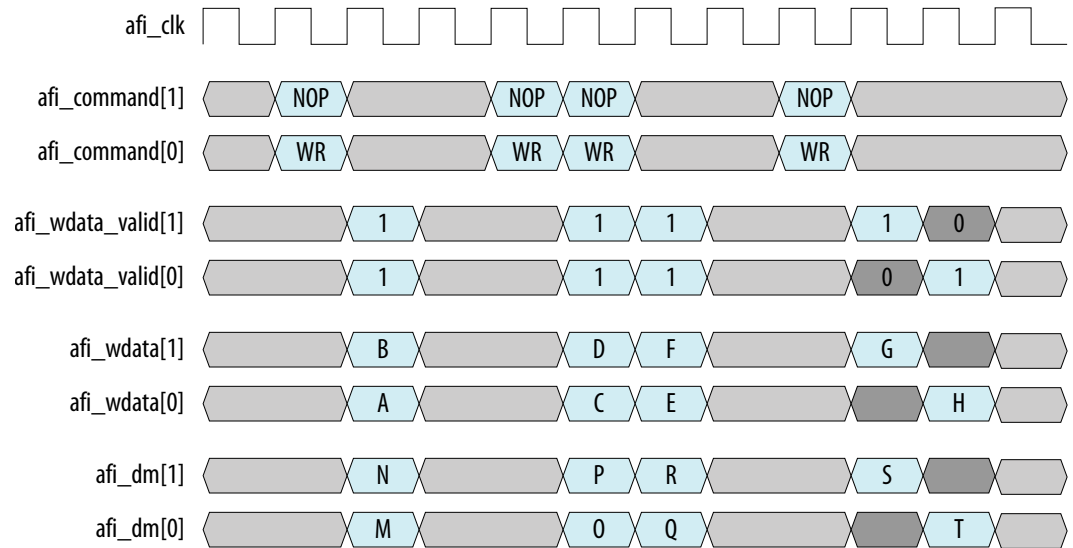 afi_clk
afi_command[1] NOP NOP NOP NOP
afi_command[0] WR WR WR WR
afi_wdata_valid[1] 1 1 1 1 0
afi_wdata_valid[0] 1 1 1 0 1
afi_wdata[1] B D F G
afi_wdata[0] A C E H
afi_dm[1] N P R S
afi_dm[0] M O Q T